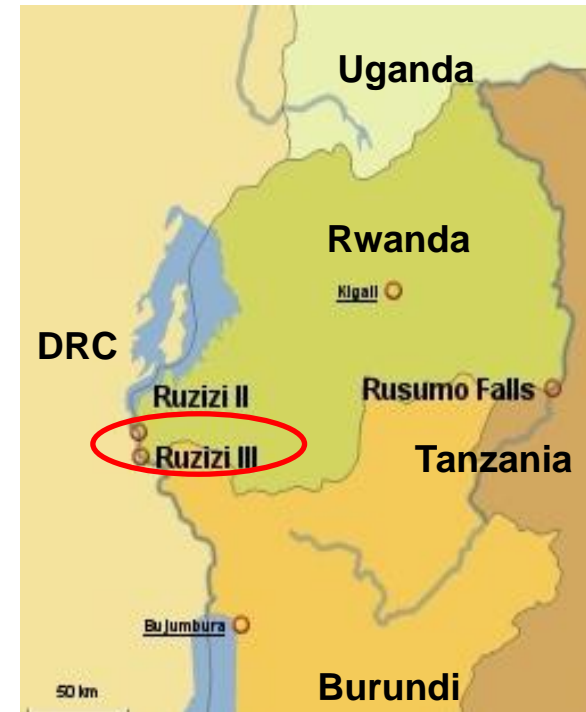 Uganda
Rwanda
Kigali
DRC
Ruzizi II
Rusumo Falls
Ruzizi III
Tanzania
Bujumbura
50 km
Burundi